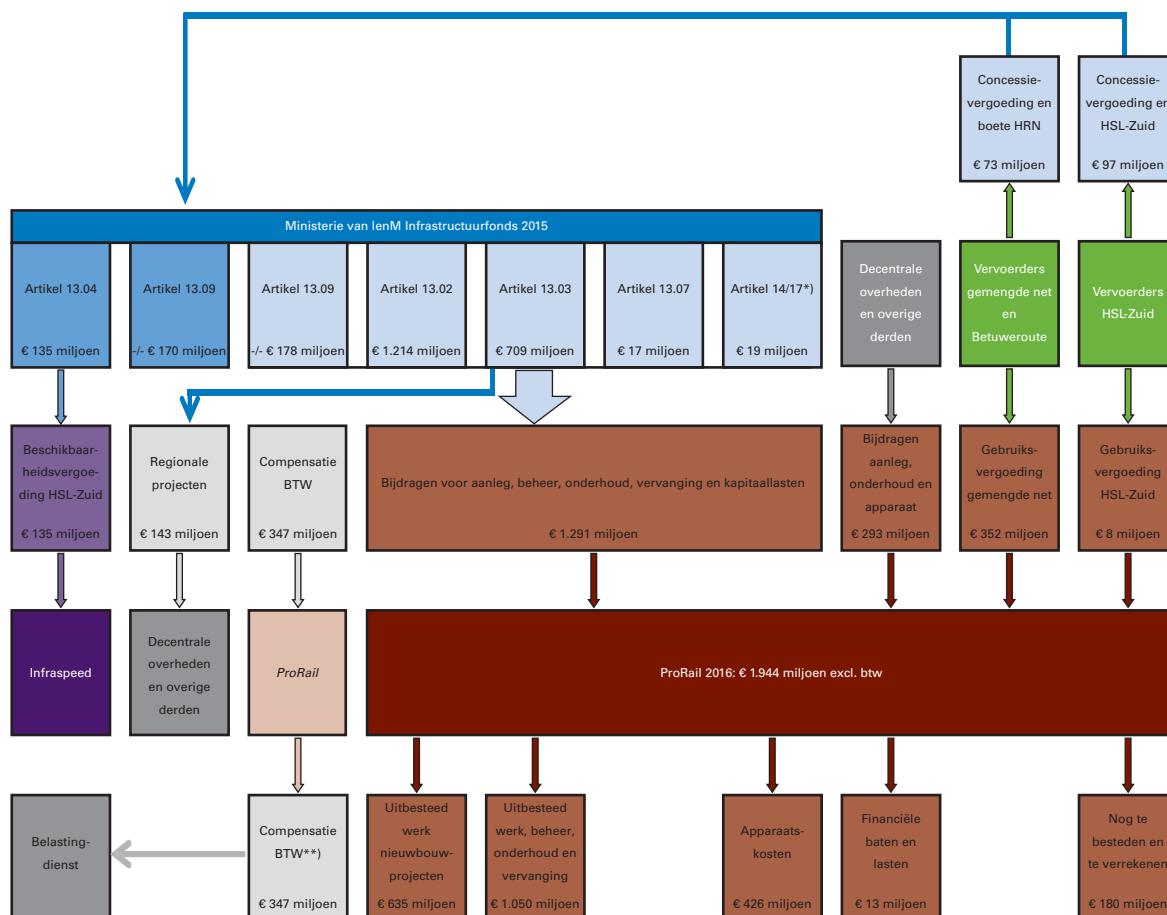 Concessie-
vergoeding en
boete HRN
€ 73 miljoen
Concessie-
vergoeding en
HSL-Zuid
€ 97 miljoen
Ministerie van IenM Infrastructuurfonds 2015
Artikel 13.04
€ 135 miljoen
Artikel 13.09
-/- € 170 miljoen
Artikel 13.09
-/- € 178 miljoen
Artikel 13.02
€ 1.214 miljoen
Artikel 13.03
€ 709 miljoen
Artikel 13.07
€ 17 miljoen
Artikel 14/17*)
€ 19 miljoen
Decentrale
overheden
en overige
derden
Vervoerders
gemengde net
en
Betuweroute
Vervoerders
HSL-Zuid
Beschikbaar-
heidsvergoe-
ding HSL-Zuid
€ 135 miljoen
Regionale
projecten
€ 143 miljoen
Compensatie
BTW
€ 347 miljoen
Bijdragen voor aanleg, beheer, onderhoud, vervanging en kapitaallasten
€ 1.291 miljoen
Bijdragen
aanleg,
onderhoud en
apparaat
€ 293 miljoen
Gebruiks-
vergoeding
gemengde net
€ 352 miljoen
Gebruiks-
vergoeding
HSL-Zuid
€ 8 miljoen
Infraspeed
Decentrale
overheden
en overige
derden
ProRail
ProRail 2016: € 1.944 miljoen excl. btw
Belasting-
dienst
Compensatie
BTW**)
€ 347 miljoen
Uitbesteed
werk
nieuwbouw-
projecten
€ 635 miljoen
Uitbesteed
werk, beheer,
onderhoud en
vervanging
€ 1.050 miljoen
Apparaats-
kosten
€ 426 miljoen
Financiële
baten en
lasten
€ 13 miljoen
Nog te
besteden en
te verrekenen
€ 180 miljoen